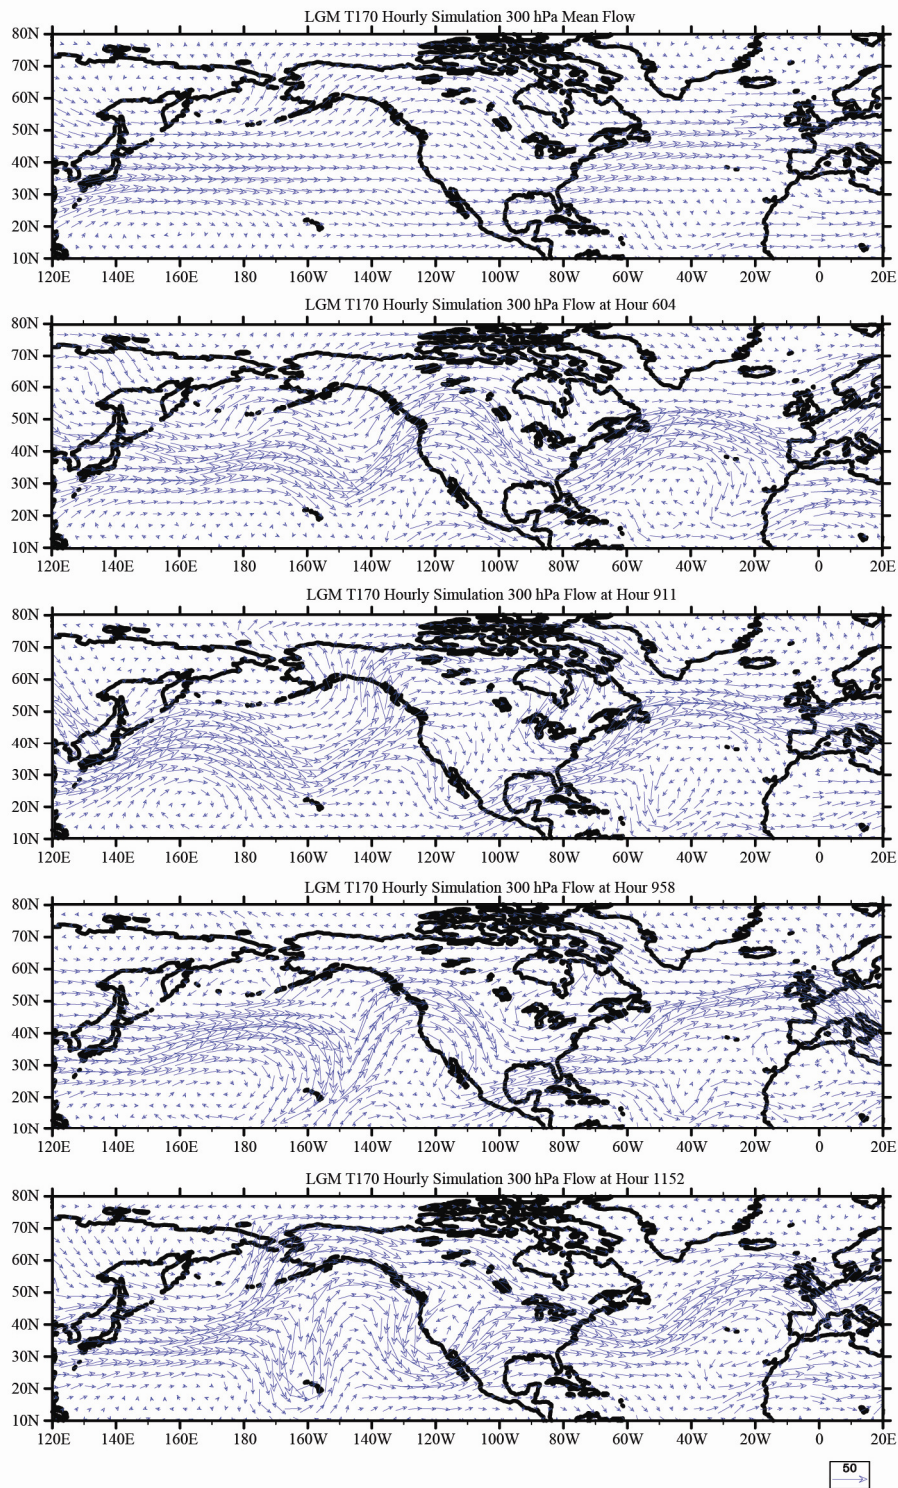 LGM T170 Hourly Simulation 300 hPa Mean Flow
80N
70N
60N
50N
40N
30N
20N
10N
120E 140E 160E 180 160W 140W 120W 100W 80W 60W 40W 20W 0 20E
LGM T170 Hourly Simulation 300 hPa Flow at Hour 604
80N
70N
60N
50N
40N
30N
20N
10N
120E 140E 160E 180 160W 140W 120W 100W 80W 60W 40W 20W 0 20E
LGM T170 Hourly Simulation 300 hPa Flow at Hour 911
80N
70N
60N
50N
40N
30N
20N
10N
120E 140E 160E 180 160W 140W 120W 100W 80W 60W 40W 20W 0 20E
LGM T170 Hourly Simulation 300 hPa Flow at Hour 958
80N
70N
60N
50N
40N
30N
20N
10N
120E 140E 160E 180 160W 140W 120W 100W 80W 60W 40W 20W 0 20E
LGM T170 Hourly Simulation 300 hPa Flow at Hour 1152
80N
70N
60N
50N
40N
30N
20N
10N
120E 140E 160E 180 160W 140W 120W 100W 80W 60W 40W 20W 0 20E
50